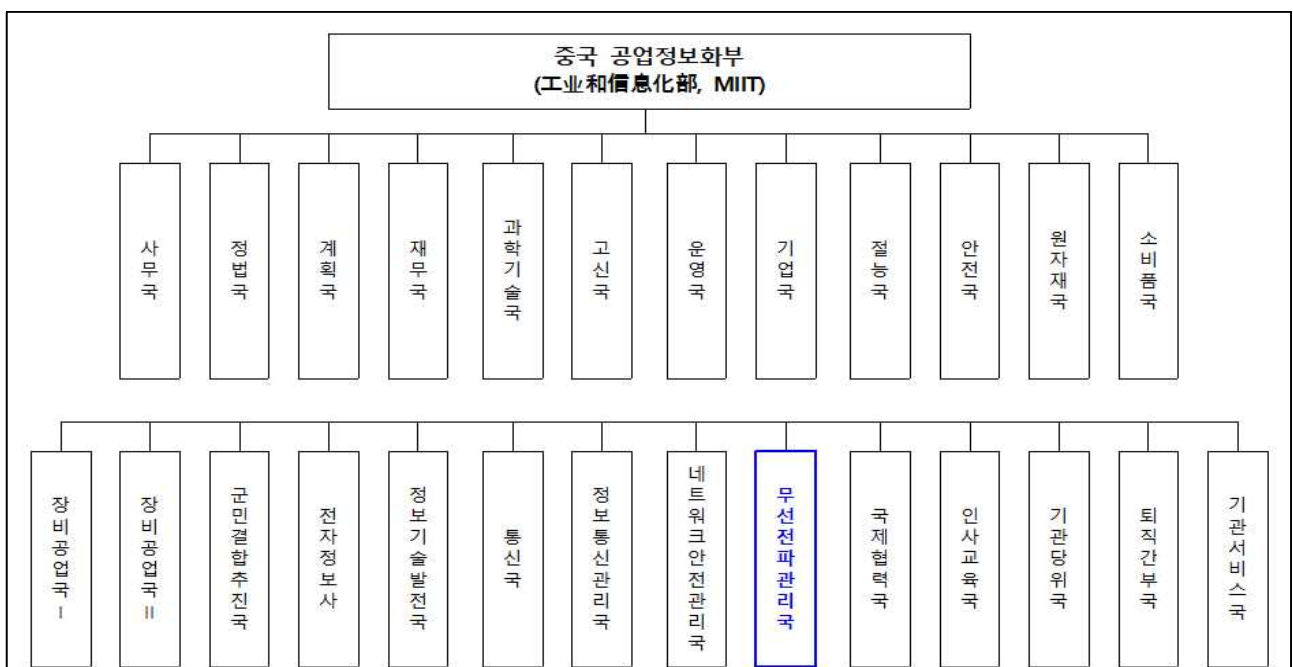 중국 공업정보화부
(工业和信息化部, MIIT)
사무국
정법국
계획국
재무국
과학기술국
고신국
운영국
기업국
절능국
안전국
원자재국
소비품국
장비공업국 I
장비공업국 II
군민결합추진국
전자정보사
정보기술발전국
통신국
정보통신관리국
네트워크안전관리국
무선전파관리국
국제협력국
인사교육국
기관당위국
퇴직간부국
기관서비스국